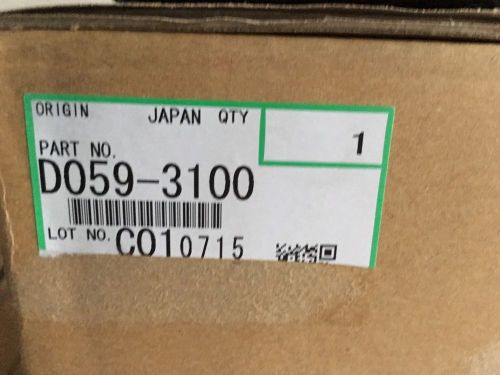 ORIGIN JAPAN QTY
1
PART NO.
D059-3100
LOT NO. C010715